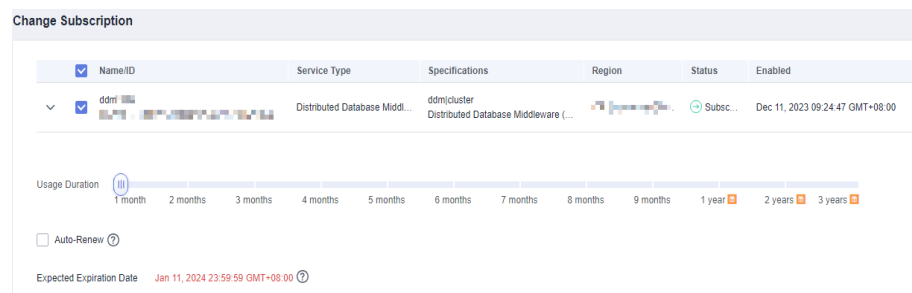 Change Subscription
Name/ID Service Type Specifications Region Status Enabled
ddm
Distributed Database Middl... ddm|cluster Subsc... Dec 11, 2023 09:24:47 GMT+08:00
Distributed Database Middleware (...
Usage Duration
1 month 2 months 3 months 4 months 5 months 6 months 7 months 8 months 9 months 1 year 2 years 3 years
Auto-Renew ?
Expected Expiration Date Jan 11, 2024 23:59:59 GMT+08:00 ?